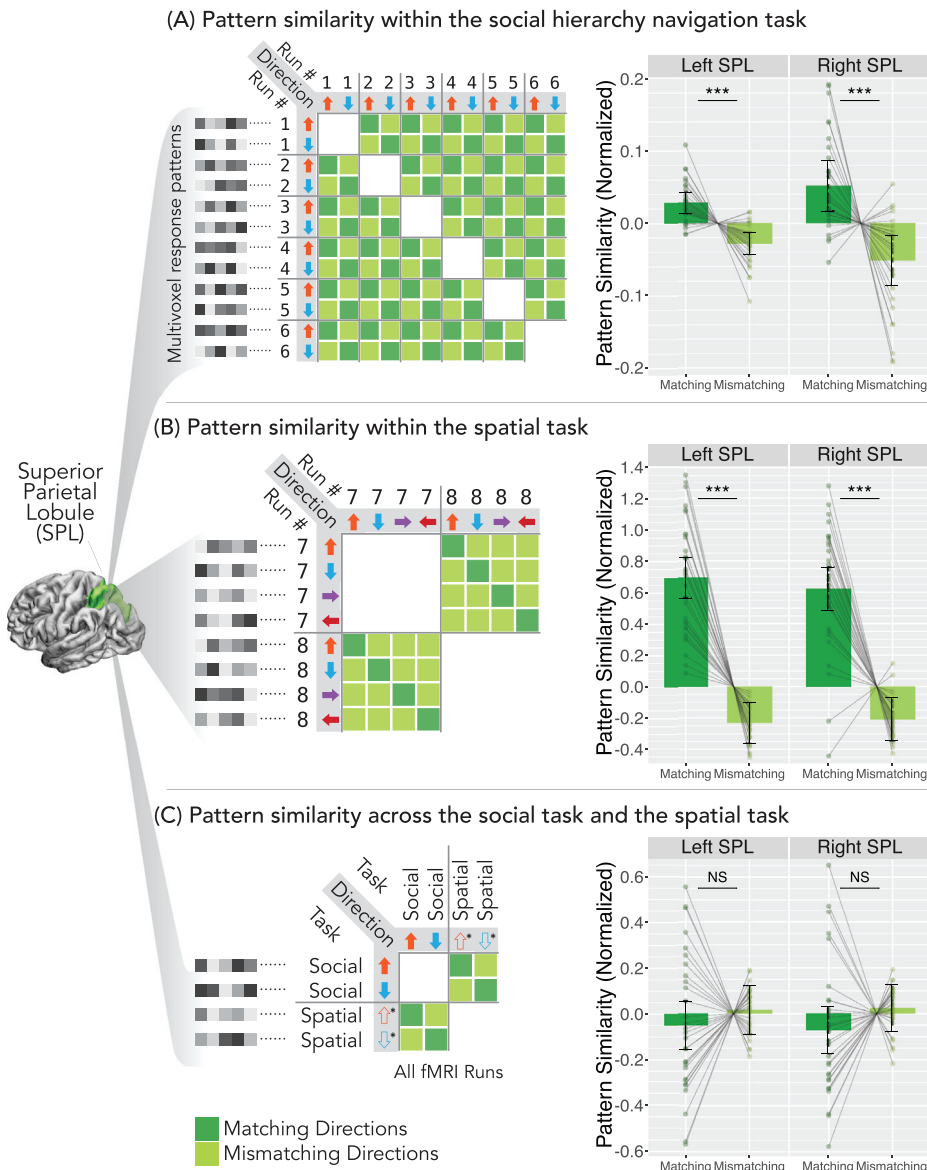 (A) Pattern similarity within the social hierarchy navigation task
Run #
Direction
Run #
1 1 2 2 3 3 4 4 5 5 6 6
Multivoxel response patterns
1
1
2
2
3
3
4
4
5
5
6
6
Left SPL
Right SPL
***
***
Pattern Similarity (Normalized)
0.2
0.1
0.0
-0.1
-0.2
Matching Mismatching
Matching Mismatching
(B) Pattern similarity within the spatial task
Superior
Parietal
Lobule
(SPL)
Run #
Direction
Run #
7 7 7 7 8 8 8 8
7
7
7
7
8
8
8
8
Left SPL
Right SPL
***
***
Pattern Similarity (Normalized)
1.4
1.2
1.0
0.8
0.6
0.4
0.2
0.0
-0.2
-0.4
Matching Mismatching
Matching Mismatching
(C) Pattern similarity across the social task and the spatial task
Task
Direction
Task
Social
Social
Spatial
Spatial
* *
Social
Social
Spatial *
Spatial *
All fMRI Runs
Left SPL
Right SPL
NS
NS
Pattern Similarity (Normalized)
0.6
0.4
0.2
0.0
-0.2
-0.4
-0.6
Matching Mismatching
Matching Mismatching
Matching Directions
Mismatching Directions